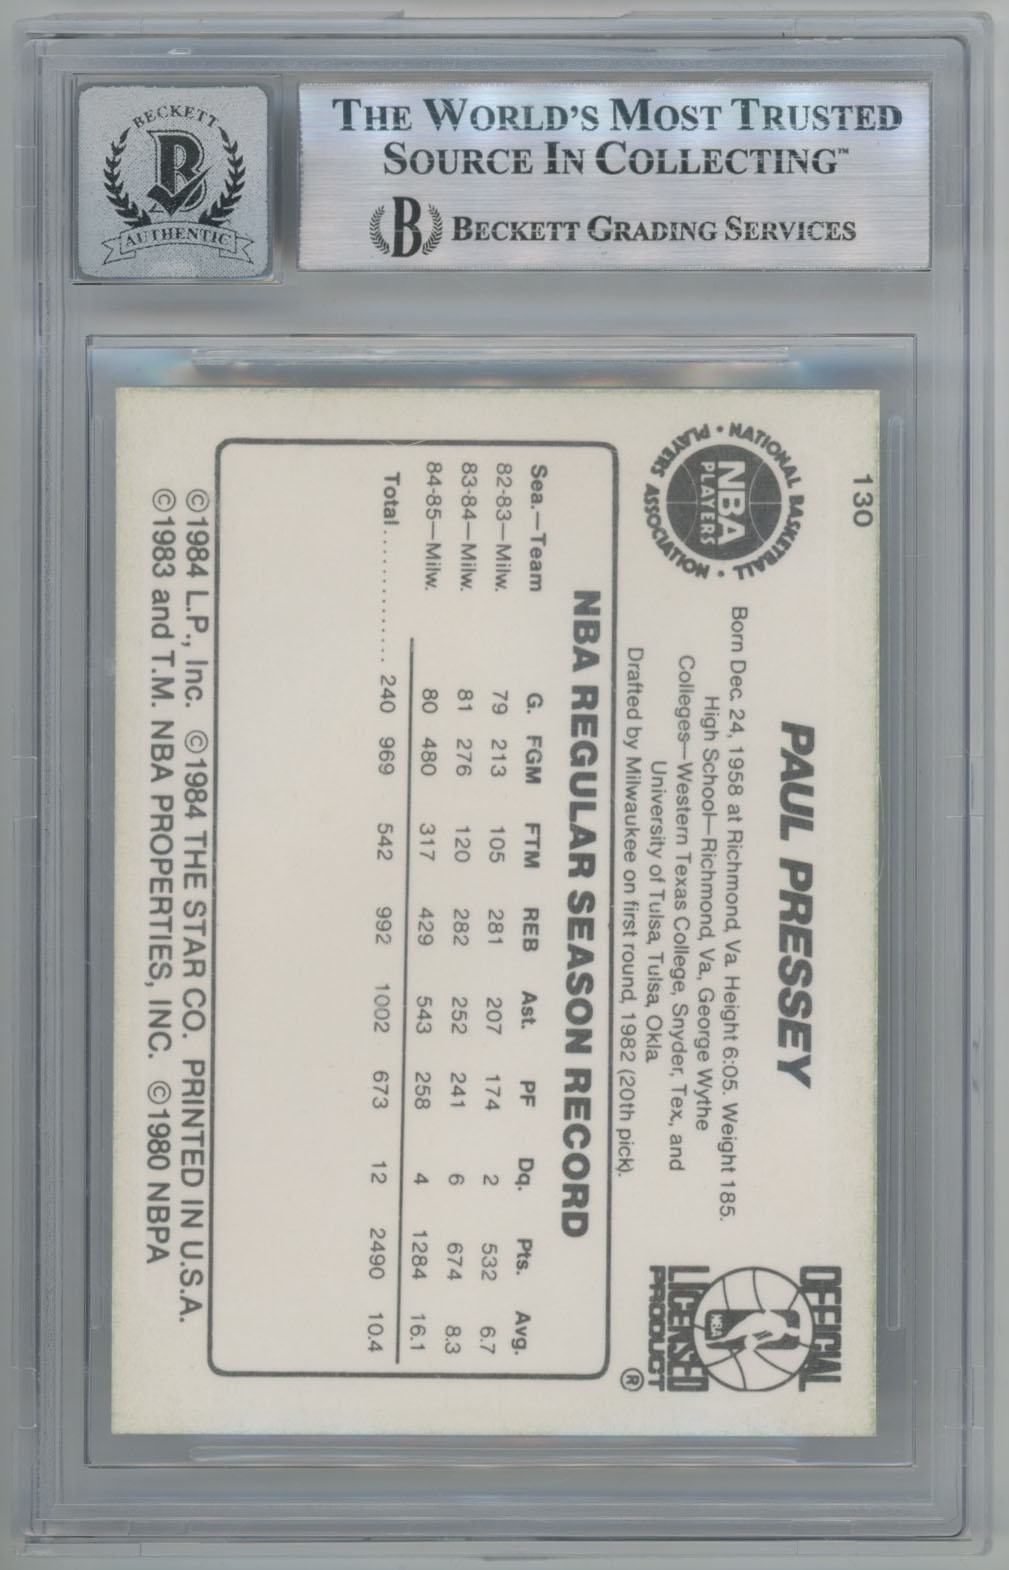 BECKETT
B
AUTHENTIC
THE WORLD'S MOST TRUSTED
SOURCE IN COLLECTING™
B BECKETT GRADING SERVICES
130
NATIONAL BASKETBALL
PLAYERS ASSOCIATION
NBA
PLAYERS
PAUL PRESSEY
Born Dec. 24, 1958 at Richmond, Va. Height 6:05. Weight 185.
High School—Richmond, Va., George Wythe
Colleges—Western Texas College, Snyder, Tex., and
University of Tulsa, Tulsa, Okla.
Drafted by Milwaukee on first round, 1982 (20th pick).
OFFICIAL
NBA
LICENSED
PRODUCT
®
NBA REGULAR SEASON RECORD
Sea.—Team G. FGM FTM REB Ast. PF Dq. Pts. Avg.
82-83—Milw. 79 213 105 281 207 174 2 532 6.7
83-84—Milw. 81 276 120 282 252 241 6 674 8.3
84-85—Milw. 80 480 317 429 543 258 4 1284 16.1
Total............ 240 969 542 992 1002 673 12 2490 10.4
©1984 L.P., Inc. ©1984 THE STAR CO. PRINTED IN U.S.A.
©1983 and T.M. NBA PROPERTIES, INC. ©1980 NBPA